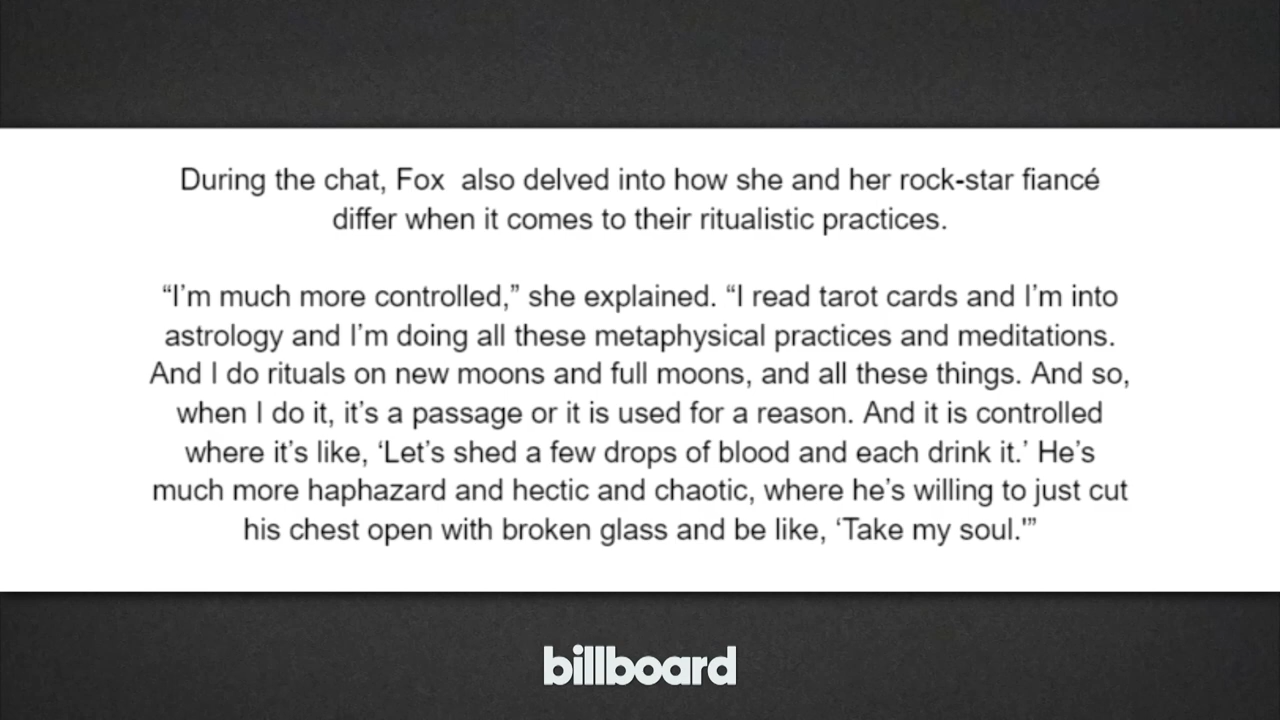 During the chat, Fox  also delved into how she and her rock-star fiancé
differ when it comes to their ritualistic practices.
“I’m much more controlled,” she explained. “I read tarot cards and I’m into
astrology and I’m doing all these metaphysical practices and meditations.
And I do rituals on new moons and full moons, and all these things. And so,
when I do it, it’s a passage or it is used for a reason. And it is controlled
where it’s like, ‘Let’s shed a few drops of blood and each drink it.’ He’s
much more haphazard and hectic and chaotic, where he’s willing to just cut
his chest open with broken glass and be like, ‘Take my soul.'”
billboard